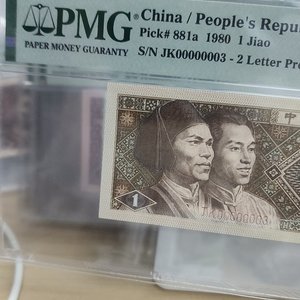 PMG® China / People's Repu
PAPER MONEY GUARANTY
Pick# 881a 1980 1 Jiao
S/N JK00000003 - 2 Letter Pre
1
JK00000003